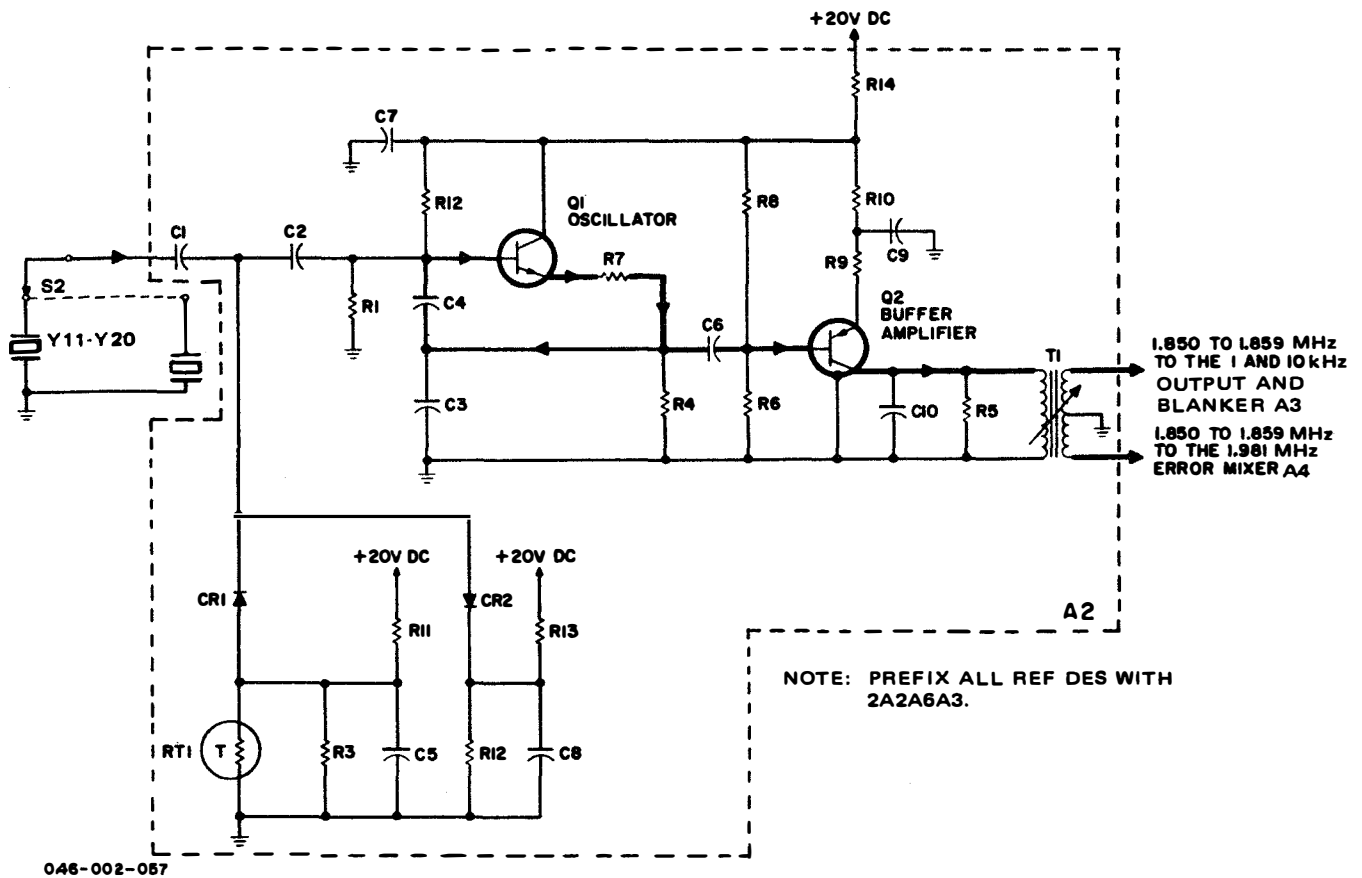 +20V DC
R14
C7
R12
Q1
OSCILLATOR
R8
R10
C1
C2
R7
C9
R9
S2
R1
C4
Q2
BUFFER
AMPLIFIER
Y11-Y20
C6
T1
1.850 TO 1.859 MHz
TO THE 1 AND 10 kHz
OUTPUT AND
BLANKER A3
C3
R4
R6
C10
R5
1.850 TO 1.859 MHz
TO THE 1.981 MHz
ERROR MIXER A4
+20V DC
+20V DC
CR1
CR2
A2
R11
R13
NOTE: PREFIX ALL REF DES WITH
2A2A6A3.
RT1
T
R3
C5
R12
C8
046-002-057